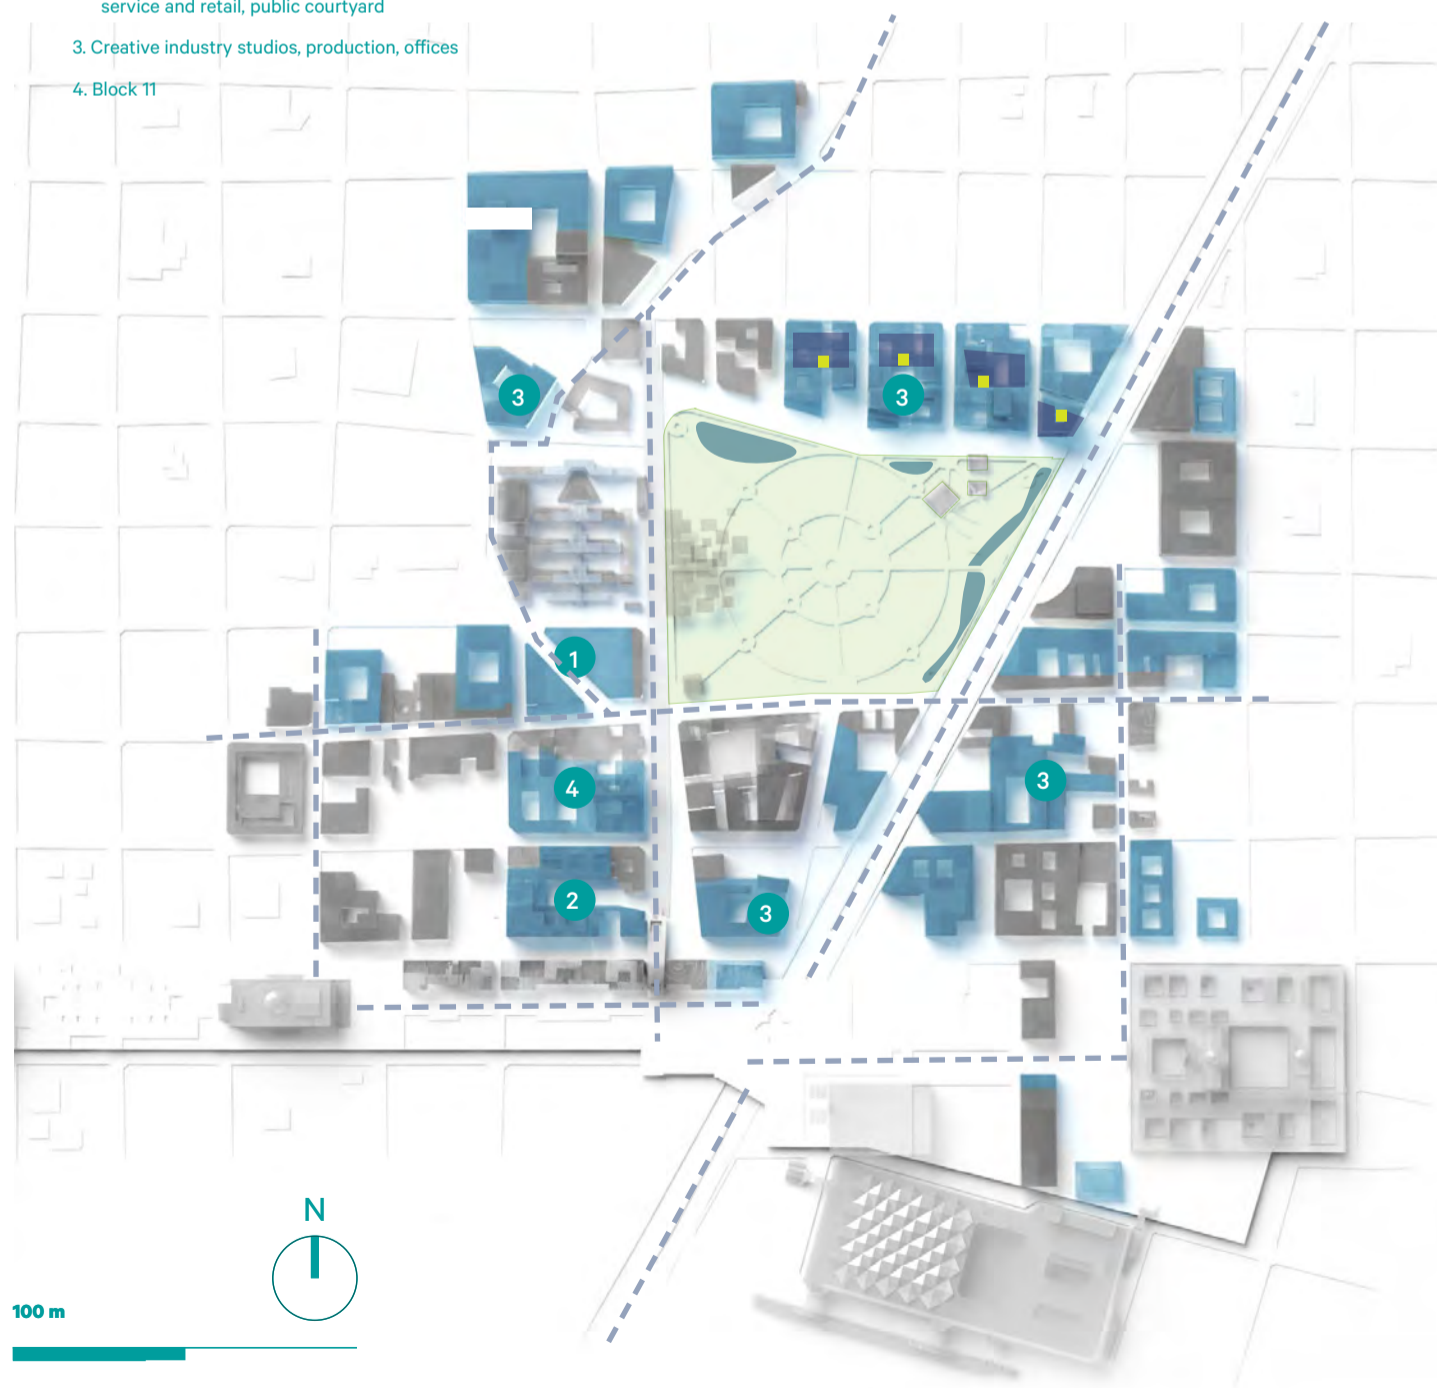 service and retail, public courtyard
3. Creative industry studios, production, offices
4. Block 11
3
3
1
4
3
2
3
N
100 m